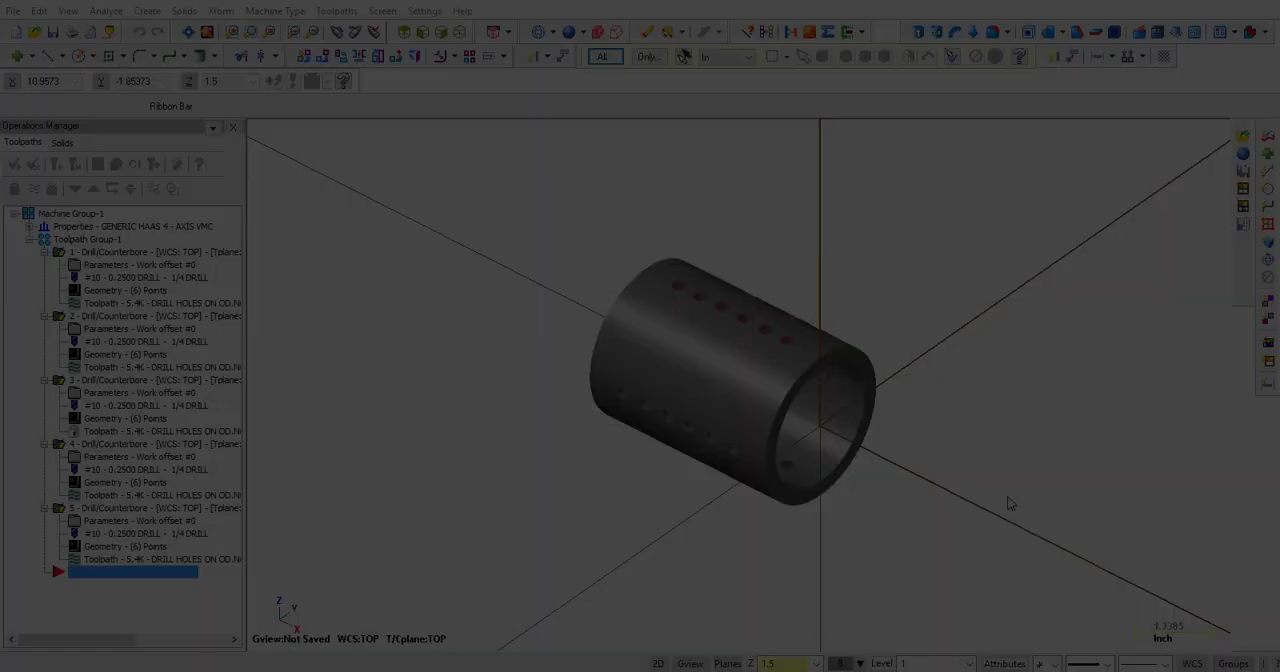 File Edit View Analyze Create Solids Xform Machine Type Toolpaths Screen Settings Help
All Only... In
X 10.9573 Y -1.85373 Z 1.5
Ribbon Bar
Operations Manager
Toolpaths Solids
Machine Group-1
Properties - GENERIC HAAS 4 - AXIS VMC
Toolpath Group-1
1 - Drill/Counterbore - [WCS: TOP] - [Tplane:
Parameters - Work offset #0
#10 - 0.2500 DRILL - 1/4 DRILL
Geometry - (6) Points
Toolpath - 5.4K - DRILL HOLES ON OD.N
2 - Drill/Counterbore - [WCS: TOP] - [Tplane:
Parameters - Work offset #0
#10 - 0.2500 DRILL - 1/4 DRILL
Geometry - (6) Points
Toolpath - 5.4K - DRILL HOLES ON OD.N
3 - Drill/Counterbore - [WCS: TOP] - [Tplane:
Parameters - Work offset #0
#10 - 0.2500 DRILL - 1/4 DRILL
Geometry - (6) Points
Toolpath - 5.4K - DRILL HOLES ON OD.N
4 - Drill/Counterbore - [WCS: TOP] - [Tplane:
Parameters - Work offset #0
#10 - 0.2500 DRILL - 1/4 DRILL
Geometry - (6) Points
Toolpath - 5.4K - DRILL HOLES ON OD.N
5 - Drill/Counterbore - [WCS: TOP] - [Tplane:
Parameters - Work offset #0
#10 - 0.2500 DRILL - 1/4 DRILL
Geometry - (6) Points
Toolpath - 5.4K - DRILL HOLES ON OD.N
Z
Y
X
Gview:Not Saved WCS:TOP T/Cplane:TOP
1.3385
Inch
2D Gview Planes Z 1.5 8 Level 1 Attributes WCS Groups